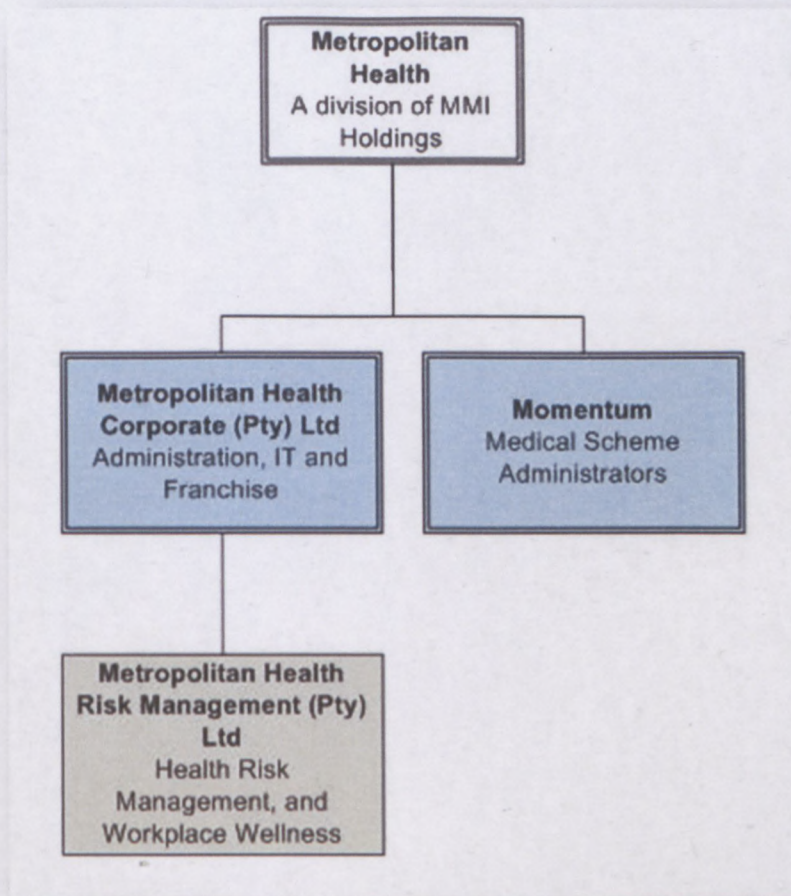 Metropolitan
Health
A division of MMI
Holdings
Metropolitan Health
Corporate (Pty) Ltd
Administration, IT and
Franchise
Momentum
Medical Scheme
Administrators
Metropolitan Health
Risk Management (Pty)
Ltd
Health Risk
Management, and
Workplace Wellness